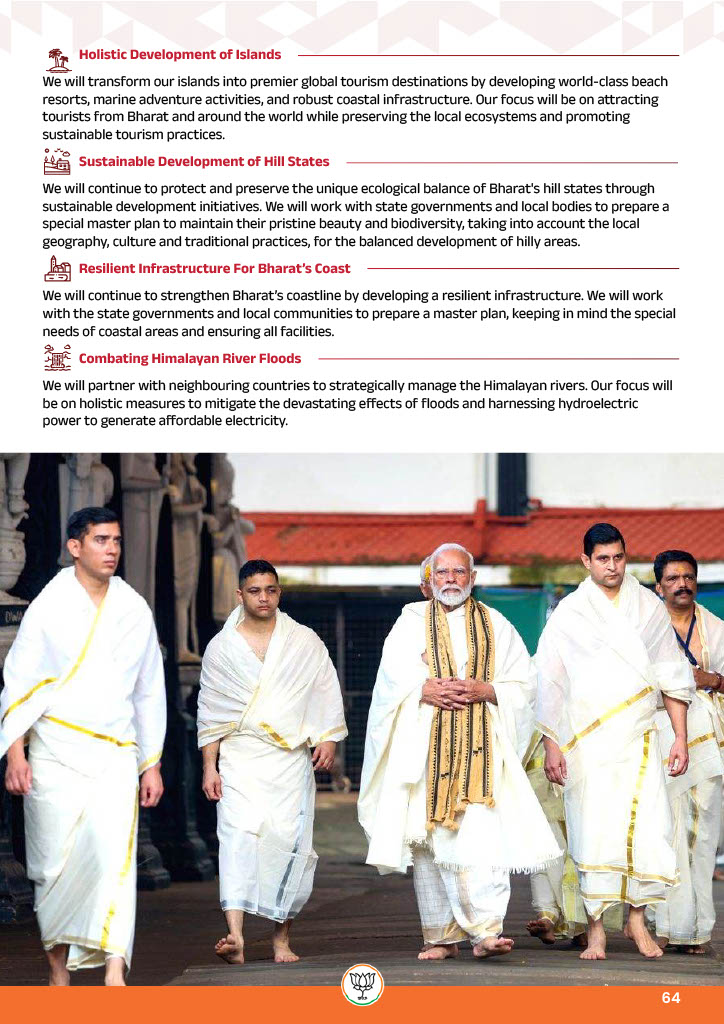 Holistic Development of Islands
We will transform our islands into premier global tourism destinations by developing world-class beach
resorts, marine adventure activities, and robust coastal infrastructure. Our focus will be on attracting
tourists from Bharat and around the world while preserving the local ecosystems and promoting
sustainable tourism practices.
Sustainable Development of Hill States
We will continue to protect and preserve the unique ecological balance of Bharat's hill states through
sustainable development initiatives. We will work with state governments and local bodies to prepare a
special master plan to maintain their pristine beauty and biodiversity, taking into account the local
geography, culture and traditional practices, for the balanced development of hilly areas.
Resilient Infrastructure For Bharat's Coast
We will continue to strengthen Bharat’s coastline by developing a resilient infrastructure. We will work
with the state governments and local communities to prepare a master plan, keeping in mind the special
needs of coastal areas and ensuring all facilities.
Combating Himalayan River Floods
We will partner with neighbouring countries to strategically manage the Himalayan rivers. Our focus will
be on holistic measures to mitigate the devastating effects of floods and harnessing hydroelectric
power to generate affordable electricity.
64